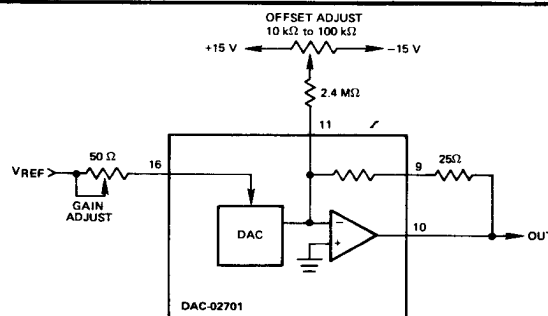 OFFSET ADJUST
10 kΩ to 100 kΩ
+15 V
−15 V
2.4 MΩ
11
VREF
50 Ω
16
9
25Ω
GAIN
ADJUST
DAC
−
+
10
OUT
DAC-02701